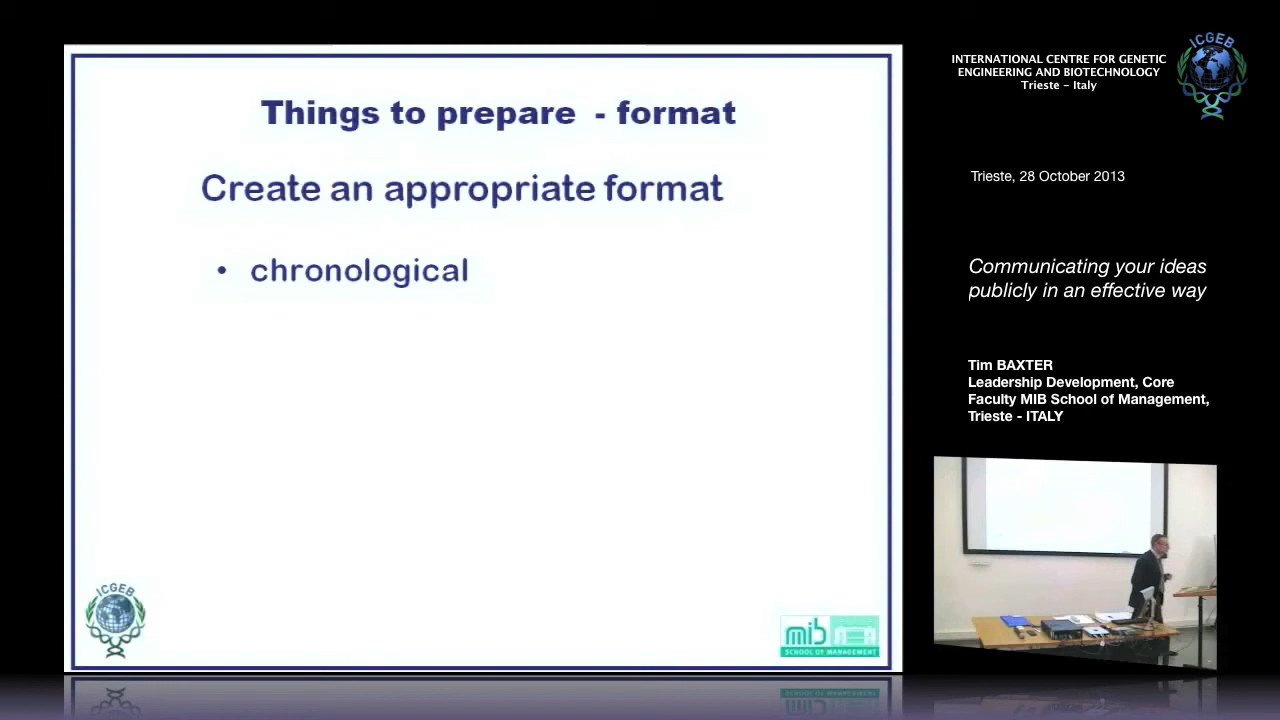 Things to prepare - format
Create an appropriate format
• chronological
ICGEB
mib
SCHOOL OF MANAGEMENT
INTERNATIONAL CENTRE FOR GENETIC
ENGINEERING AND BIOTECHNOLOGY
Trieste - Italy
ICGEB
Trieste, 28 October 2013
Communicating your ideas
publicly in an effective way
Tim BAXTER
Leadership Development, Core
Faculty MIB School of Management,
Trieste - ITALY